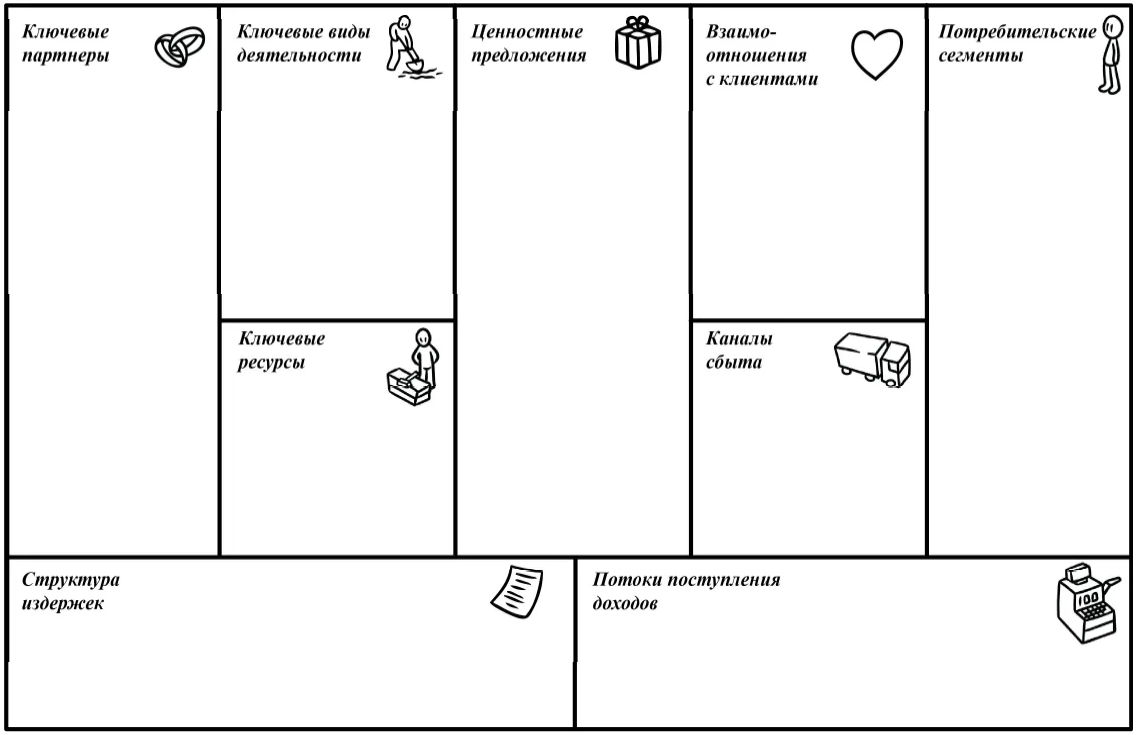 Ключевые
партнеры
Ключевые виды
деятельности
Ключевые
ресурсы
Ценностные
предложения
Взаимо-
отношения
с клиентами
Каналы
сбыта
Потребительские
сегменты
Структура
издержек
Потоки поступления
доходов
100